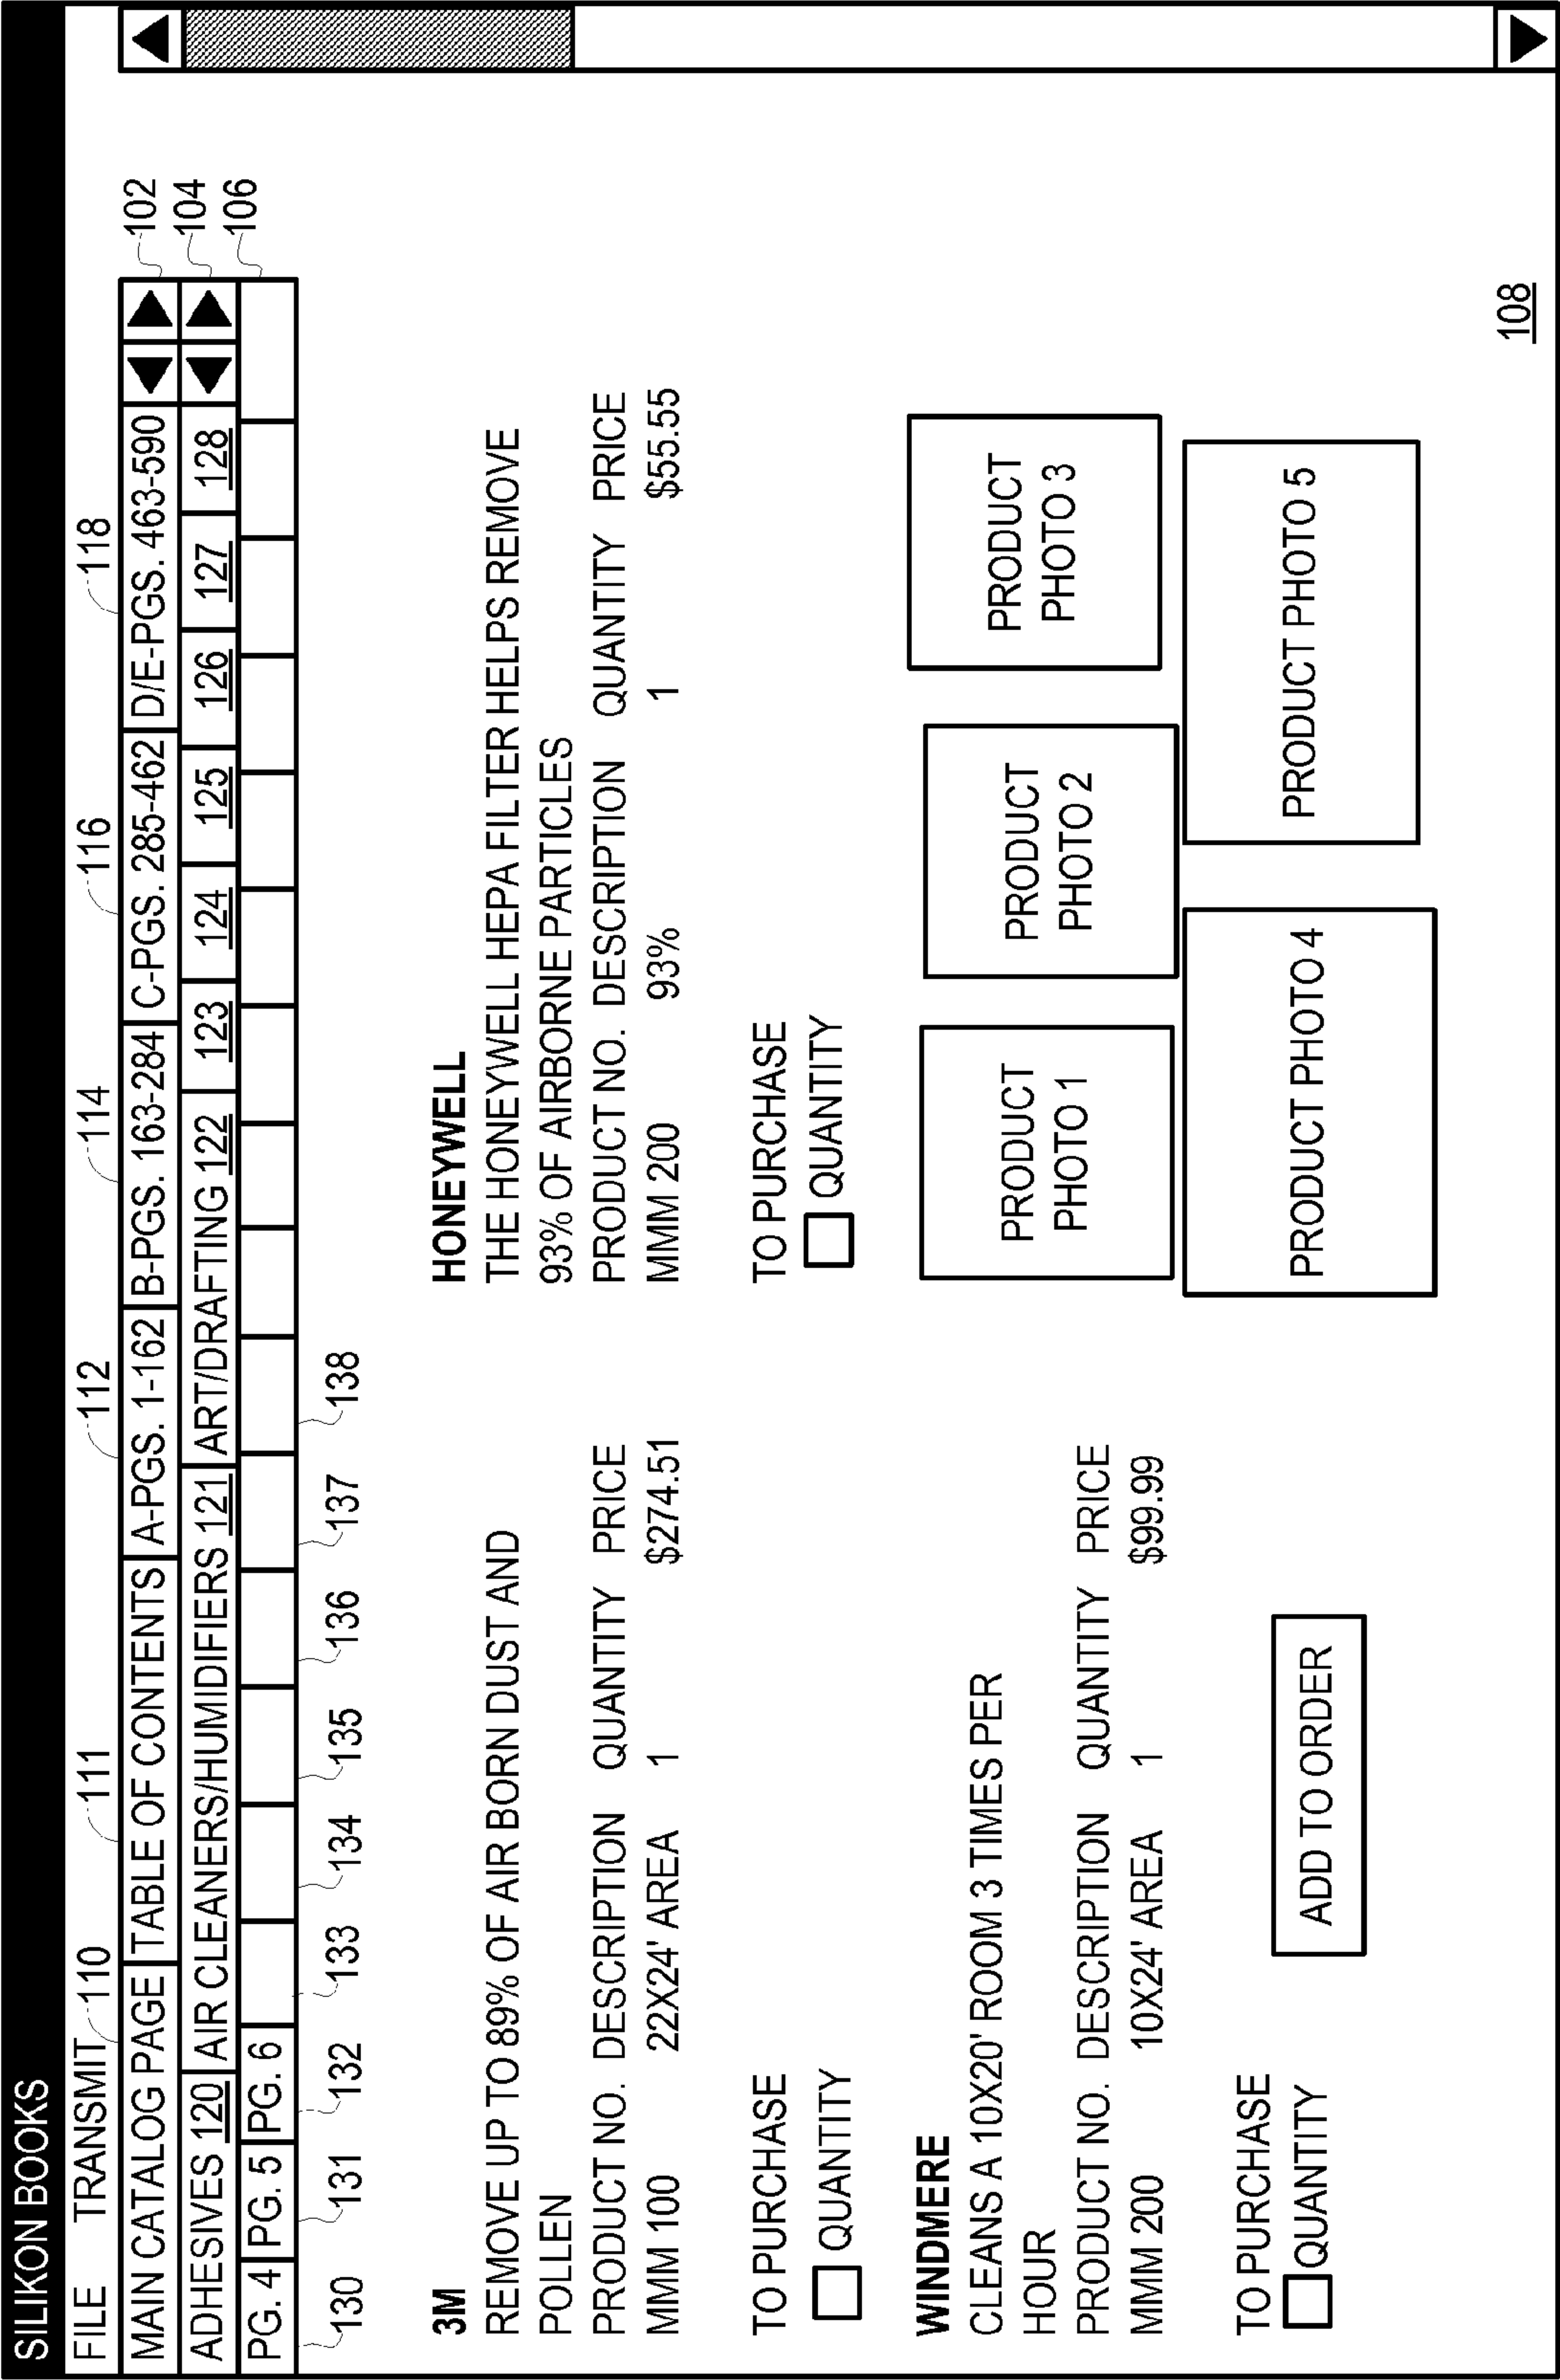 SILIKON BOOKS
FILE TRANSMIT
110 111 112 114 116 118
MAIN CATALOG PAGE TABLE OF CONTENTS A-PGS. 1-162 B-PGS. 163-284 C-PGS. 285-462 D/E-PGS. 463-590
102
ADHESIVES 120 AIR CLEANERS/HUMIDIFIERS 121 ART/DRAFTING 122 123 124 125 126 127 128
104
PG. 4 PG. 5 PG. 6
106
130 131 132 133 134 135 136 137 138
3M
REMOVE UP TO 89% OF AIR BORN DUST AND
POLLEN
PRODUCT NO. DESCRIPTION QUANTITY PRICE
MMM 100 22X24' AREA 1 $274.51
TO PURCHASE
QUANTITY
WINDMERE
CLEANS A 10X20' ROOM 3 TIMES PER
HOUR
PRODUCT NO. DESCRIPTION QUANTITY PRICE
MMM 200 10X24' AREA 1 $99.99
TO PURCHASE
QUANTITY
ADD TO ORDER
HONEYWELL
THE HONEYWELL HEPA FILTER HELPS REMOVE
93% OF AIRBORNE PARTICLES
PRODUCT NO. DESCRIPTION QUANTITY PRICE
MMM 200 93% 1 $55.55
TO PURCHASE
QUANTITY
PRODUCT
PHOTO 1
PRODUCT
PHOTO 2
PRODUCT
PHOTO 3
PRODUCT PHOTO 4
PRODUCT PHOTO 5
108